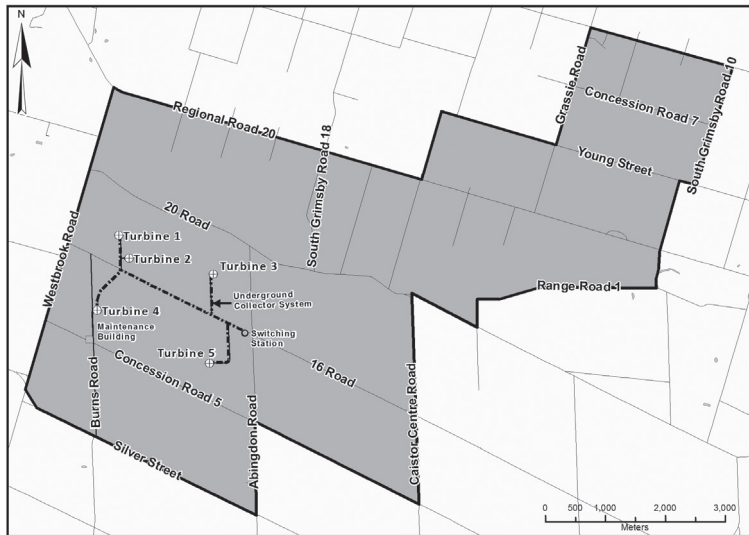 N
Grassie Road
Concession Road 7
South Grimsby Road 10
Regional Road 20
South Grimsby Road 18
Young Street
20 Road
Westbrook Road
Turbine 1
Turbine 2
Turbine 3
Range Road 1
Underground
Collector System
Turbine 4
Maintenance
Building
Switching
Station
Turbine 5
16 Road
Concession Road 5
Burns Road
Abingdon Road
Caistor Centre Road
Silver Street
0 500 1,000 2,000 3,000
Meters